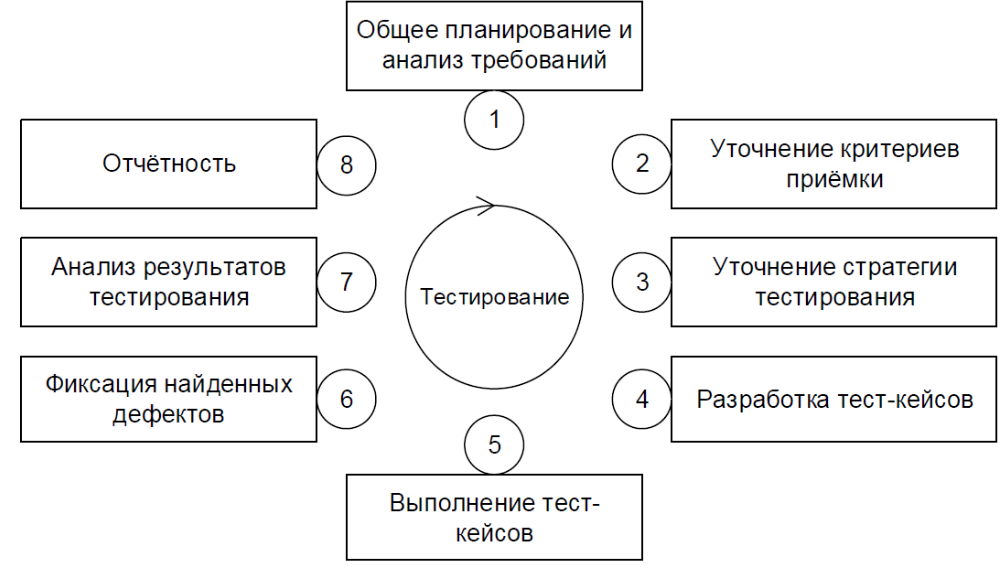 Общее планирование и
анализ требований
1
2
Уточнение критериев
приёмки
3
Уточнение стратегии
тестирования
4
Разработка тест-кейсов
5
Выполнение тест-
кейсов
6
Фиксация найденных
дефектов
7
Анализ результатов
тестирования
8
Отчётность
Тестирование